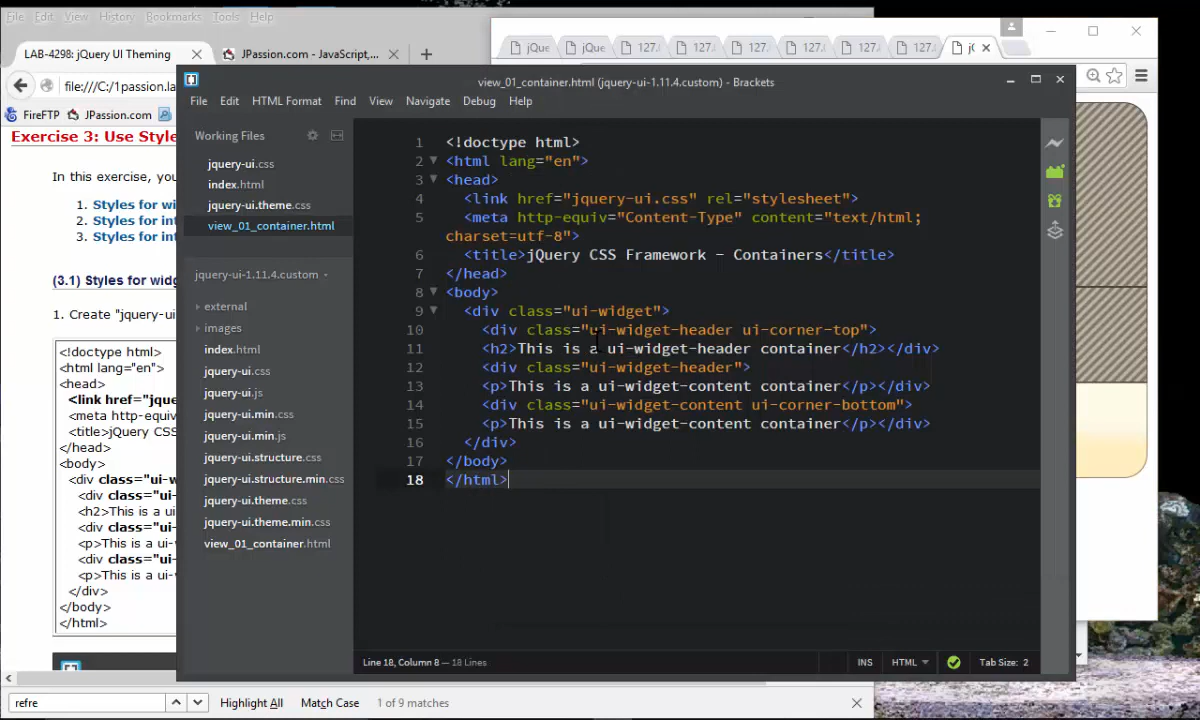 File Edit View History Bookmarks Tools Help
LAB-4298: jQuery UI Theming
JPassion.com - JavaScript,...
jQue
jQue
127.
127.
127.
127.
127.
127.
file:///C:/1passion.la
FireFTP JPassion.com
Exercise 3: Use Style
In this exercise, you
1. Styles for wi
2. Styles for int
3. Styles for int
(3.1) Styles for widg
1. Create "jquery-ui
<!doctype html>
<html lang="en">
<head>
<link href="jque
<meta http-equiv
<title>jQuery CSS
</head>
<body>
<div class="ui-wi
<div class="ui-
<h2>This is a ui
<div class="ui-
<p>This is a ui-w
<div class="ui-
<p>This is a ui-w
</div>
</body>
</html>
view_01_container.html (jquery-ui-1.11.4.custom) - Brackets
File Edit HTML Format Find View Navigate Debug Help
Working Files
jquery-ui.css
index.html
jquery-ui.theme.css
view_01_container.html
jquery-ui-1.11.4.custom
external
images
index.html
jquery-ui.css
jquery-ui.js
jquery-ui.min.css
jquery-ui.min.js
jquery-ui.structure.css
jquery-ui.structure.min.css
jquery-ui.theme.css
jquery-ui.theme.min.css
view_01_container.html
1 <!doctype html>
2 <html lang="en">
3 <head>
4 <link href="jquery-ui.css" rel="stylesheet">
5 <meta http-equiv="Content-Type" content="text/html;
charset=utf-8">
6 <title>jQuery CSS Framework - Containers</title>
7 </head>
8 <body>
9 <div class="ui-widget">
10 <div class="ui-widget-header ui-corner-top">
11 <h2>This is a ui-widget-header container</h2></div>
12 <div class="ui-widget-header">
13 <p>This is a ui-widget-content container</p></div>
14 <div class="ui-widget-content ui-corner-bottom">
15 <p>This is a ui-widget-content container</p></div>
16 </div>
17 </body>
18 </html>
Line 18, Column 8 — 18 Lines
INS HTML Tab Size: 2
refre
Highlight All Match Case 1 of 9 matches